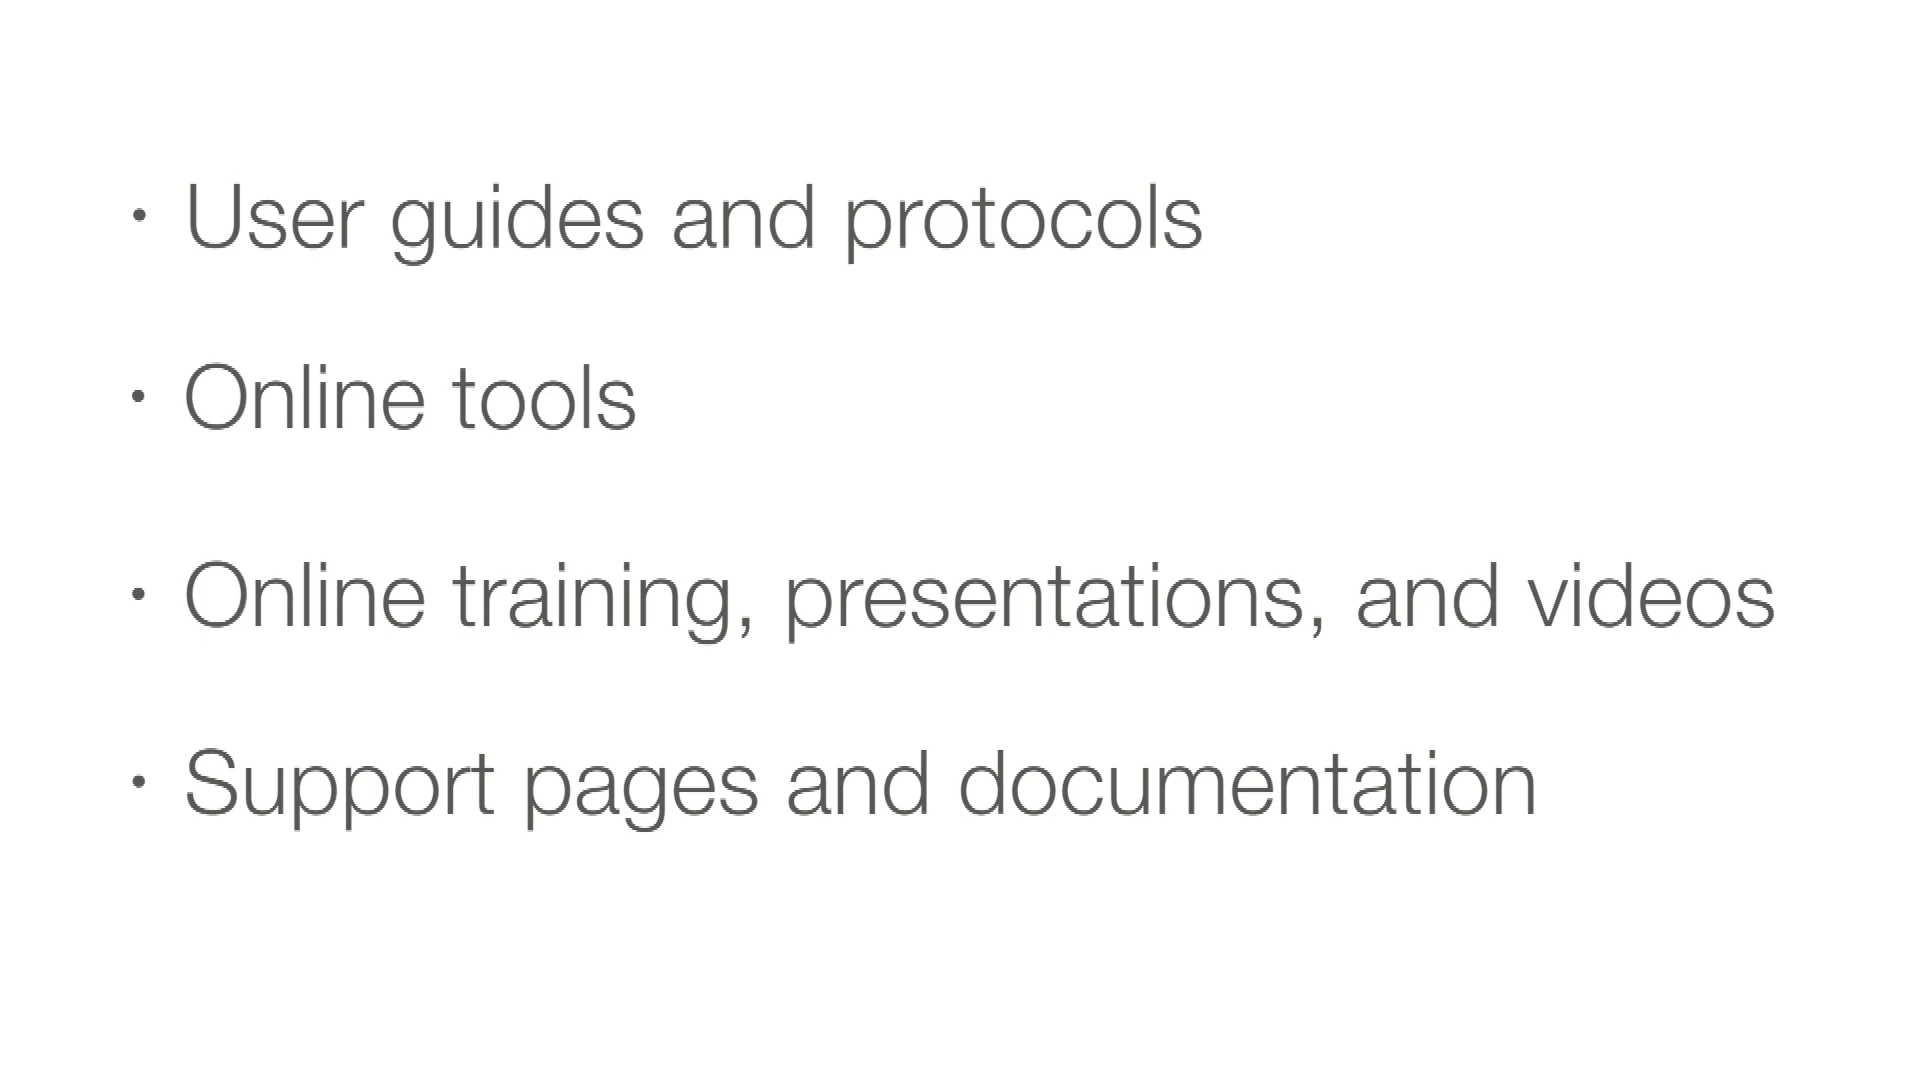 • User guides and protocols
• Online tools
• Online training, presentations, and videos
• Support pages and documentation